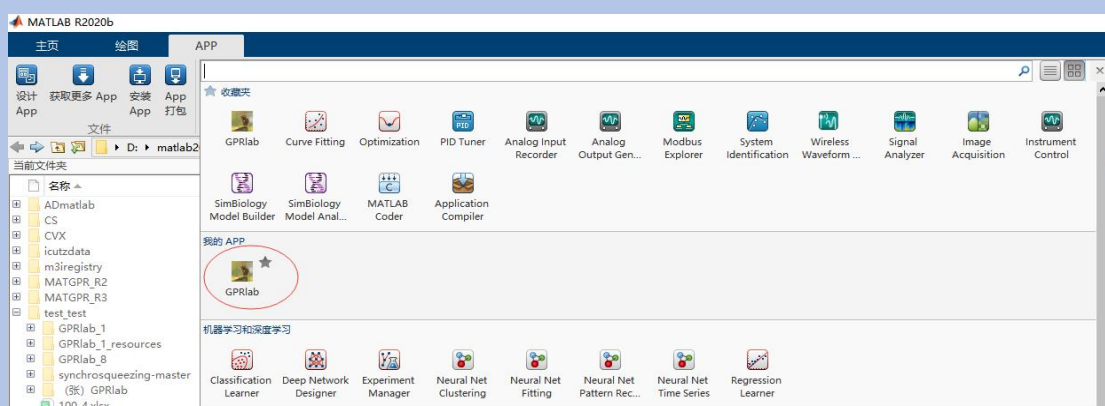 MATLAB R2020b
主页 绘图 APP
设计 App
获取更多 App
安装 App
App 打包
文件
D: matlab2
当前文件夹
名称
ADmatlab
CS
CVX
icutzdata
m3iregistry
MATGPR_R2
MATGPR_R3
test_test
GPRlab_1
GPRlab_1_resources
GPRlab_8
synchrosqueezing-master
（张）GPRlab
100-4.xlsx
收藏夹
GPRlab
Curve Fitting
Optimization
PID
PID Tuner
Analog Input Recorder
Analog Output Gen...
Modbus Explorer
System Identification
Wireless Waveform ...
Signal Analyzer
Image Acquisition
Instrument Control
SimBiology Model Builder
SimBiology Model Anal...
C
MATLAB Coder
Application Compiler
我的 APP
GPRlab
机器学习和深度学习
Classification Learner
Deep Network Designer
Experiment Manager
Neural Net Clustering
Neural Net Fitting
Neural Net Pattern Rec...
Neural Net Time Series
Regression Learner